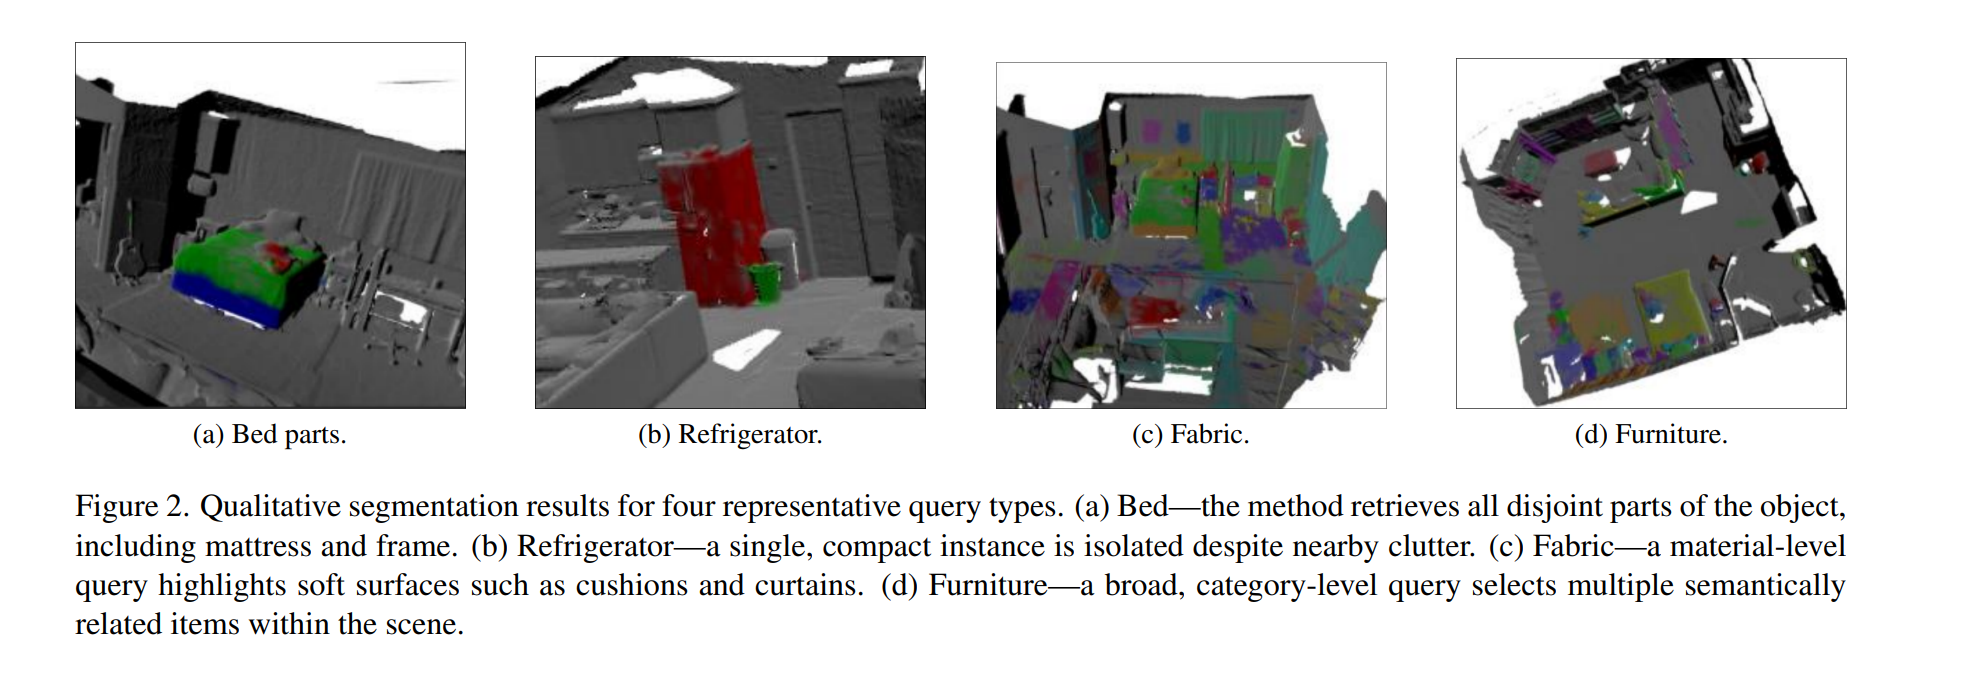 (a) Bed parts.
(b) Refrigerator.
(c) Fabric.
(d) Furniture.
Figure 2. Qualitative segmentation results for four representative query types. (a) Bed—the method retrieves all disjoint parts of the object,
including mattress and frame. (b) Refrigerator—a single, compact instance is isolated despite nearby clutter. (c) Fabric—a material-level
query highlights soft surfaces such as cushions and curtains. (d) Furniture—a broad, category-level query selects multiple semantically
related items within the scene.